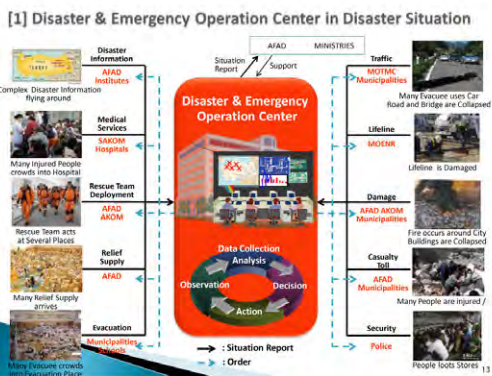 [1] Disaster & Emergency Operation Center in Disaster Situation
AFAD MINISTRIES
Situation
Report
Support
Disaster
Information
AFAD
Institutes
Complex Disaster Information
flying around
Medical
Services
SAKOM
Hospitals
Many Injured People
crowds into Hospital
Rescue Team
Deployment
AFAD
AKOM
Rescue Team acts
at Several Places
Relief
Supply
AFAD
Many Relief Supply
arrives
Evacuation
Municipalities
Schools
Many Evacuee crowds
into Evacuation Place
Disaster & Emergency
Operation Center
Data Collection
Analysis
Observation
Decision
Action
: Situation Report
: Order
Traffic
MOTMC
Municipalities
Many Evacuee uses Car
Road and Bridge are Collapsed
Lifeline
MOENR
Lifeline is Damaged
Damage
AFAD AKOM
Municipalities
Fire occurs around City
Buildings are Collapsed
Casualty
Toll
AFAD
Municipalities
Many People are injured /
Security
Police
People loots Stores
13